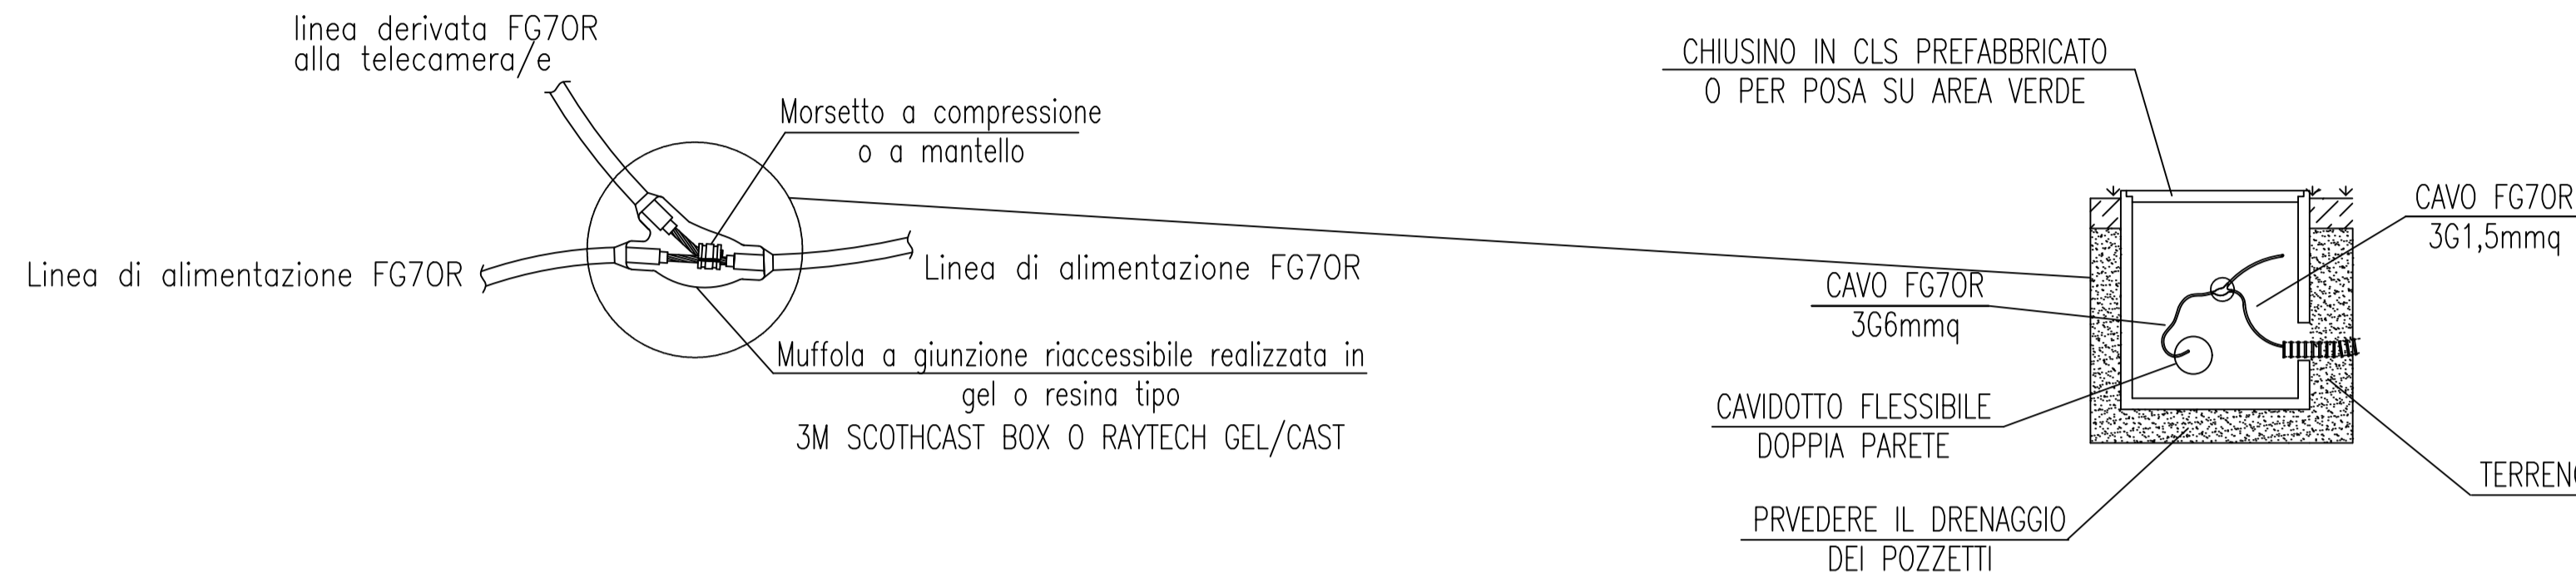 linea derivata FG7OR
alla telecamera/e
Morsetto a compressione
o a mantello
Linea di alimentazione FG7OR
Linea di alimentazione FG7OR
Muffola a giunzione riaccessibile realizzata in
gel o resina tipo
3M SCOTHCAST BOX O RAYTECH GEL/CAST
CHIUSINO IN CLS PREFABBRICATO
O PER POSA SU AREA VERDE
CAVO FG7OR
3G1,5mmq
CAVO FG7OR
3G6mmq
CAVIDOTTO FLESSIBILE
DOPPIA PARETE
PRVEDERE IL DRENAGGIO
DEI POZZETTI